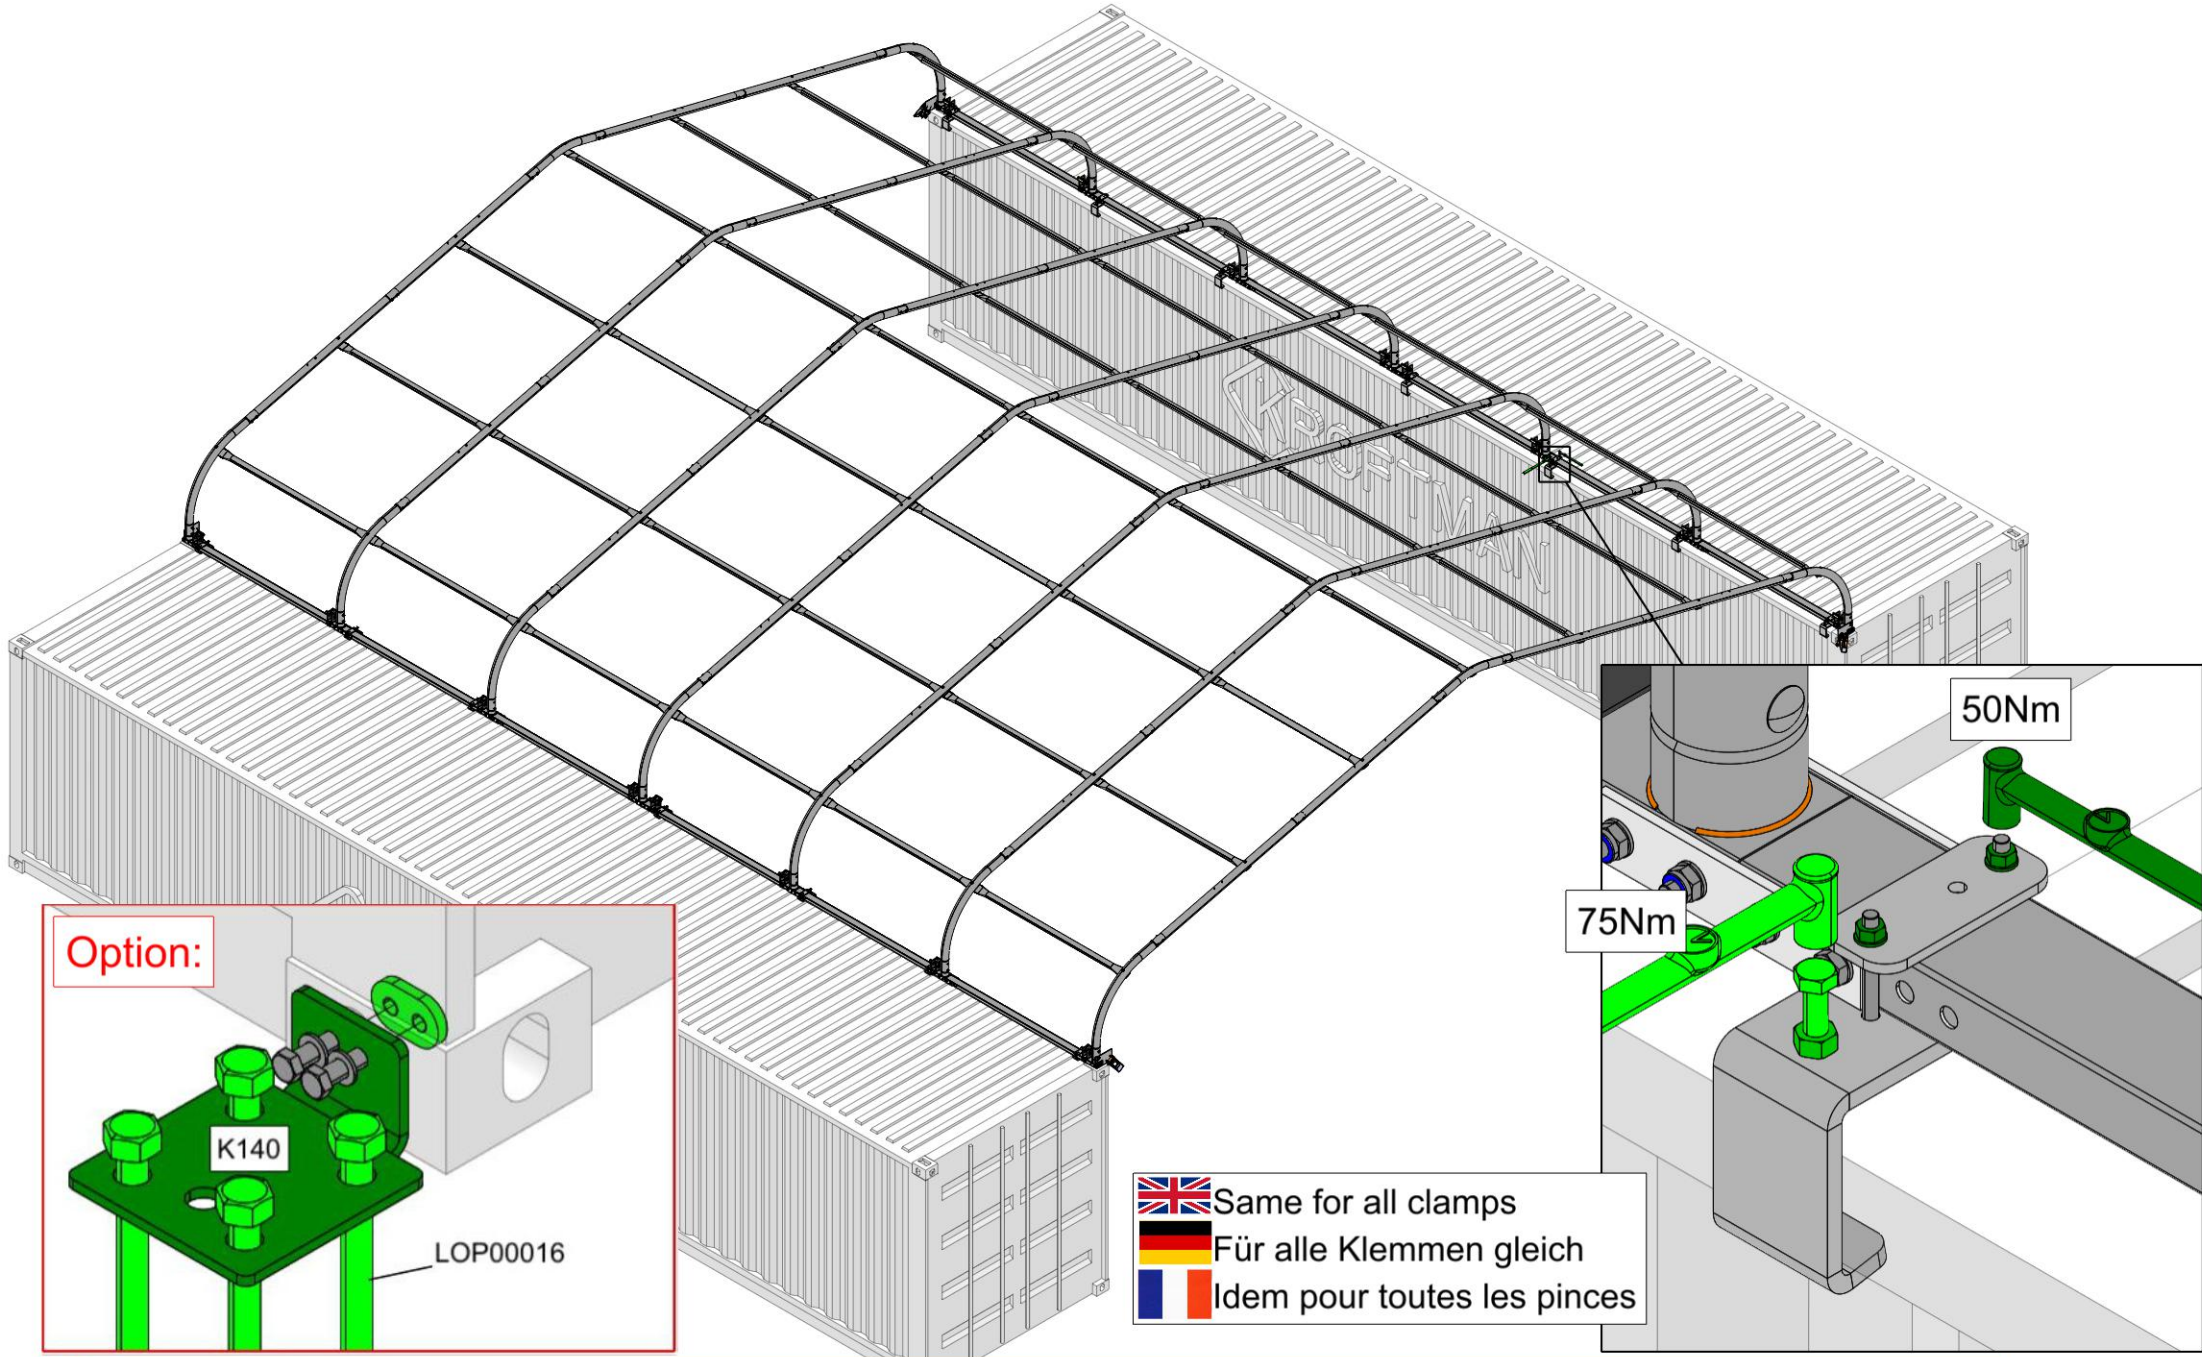 KROFTMAN
50Nm
75Nm
Option:
K140
LOP00016
Same for all clamps
Für alle Klemmen gleich
Idem pour toutes les pinces